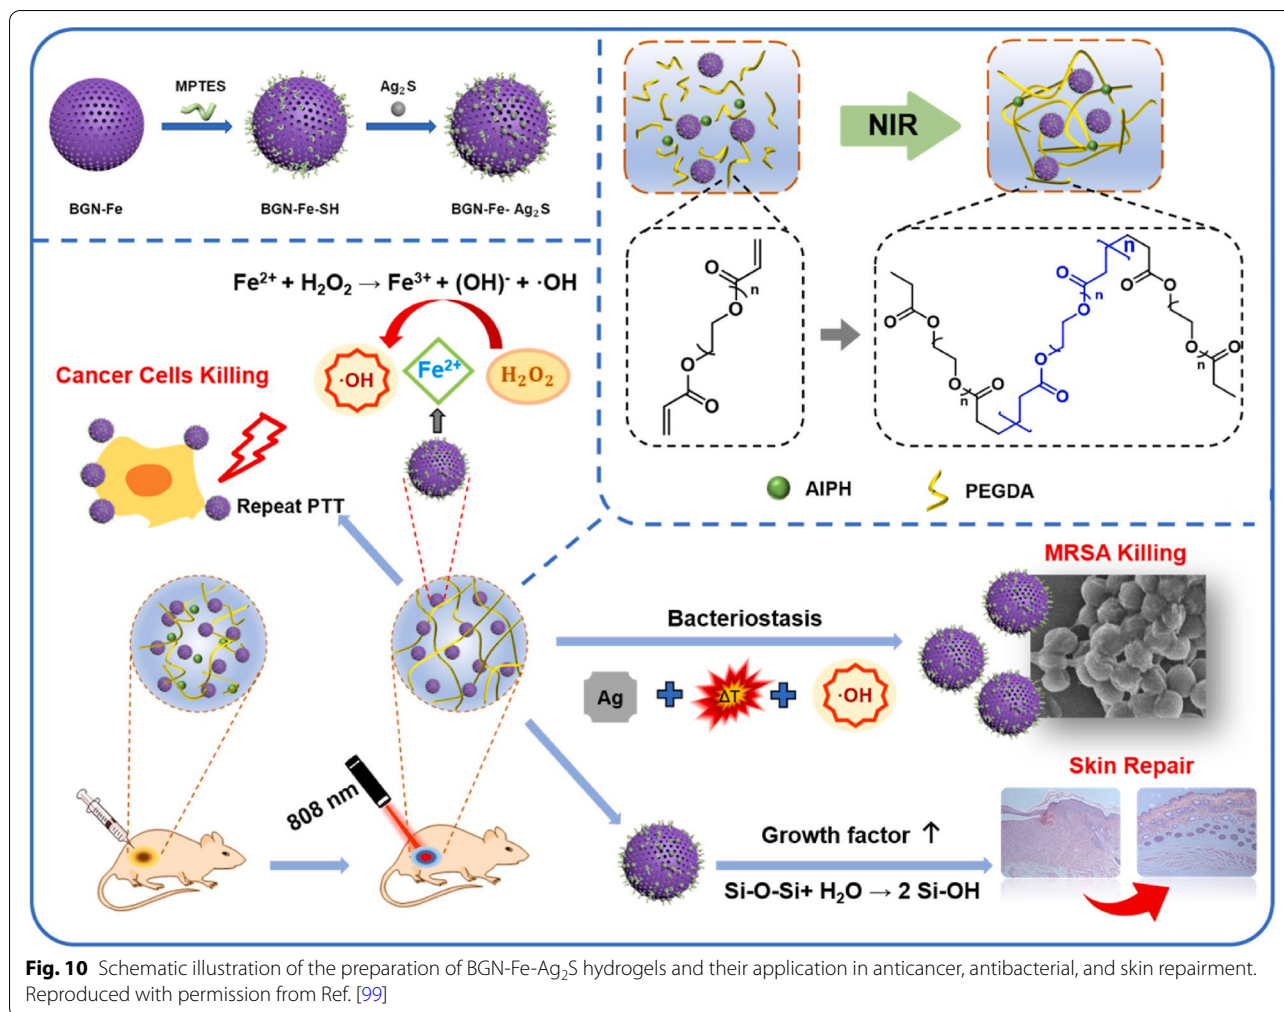 MPTES
Ag₂S
BGN-Fe
BGN-Fe-SH
BGN-Fe- Ag₂S
NIR
O
O
n
O
O
n
O
O
n
O
O
n
O
O
n
O
O
O
n
O
AIPH
PEGDA
Fe²⁺ + H₂O₂ → Fe³⁺ + (OH)⁻ + ·OH
·OH
Fe²⁺
H₂O₂
Cancer Cells Killing
Repeat PTT
MRSA Killing
Bacteriostasis
Ag
+
ΔT
+
·OH
808 nm
Skin Repair
Growth factor ↑
Si-O-Si+ H₂O → 2 Si-OH
Fig. 10 Schematic illustration of the preparation of BGN-Fe-Ag₂S hydrogels and their application in anticancer, antibacterial, and skin repairment.
Reproduced with permission from Ref. [99]